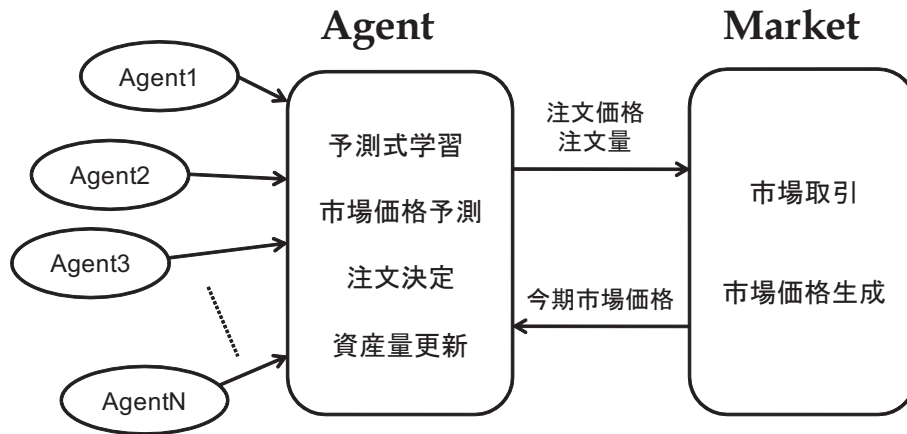 Agent
Market
Agent1
Agent2
Agent3
AgentN
予測式学習
市場価格予測
注文決定
資産量更新
注文価格
注文量
今期市場価格
市場取引
市場価格生成